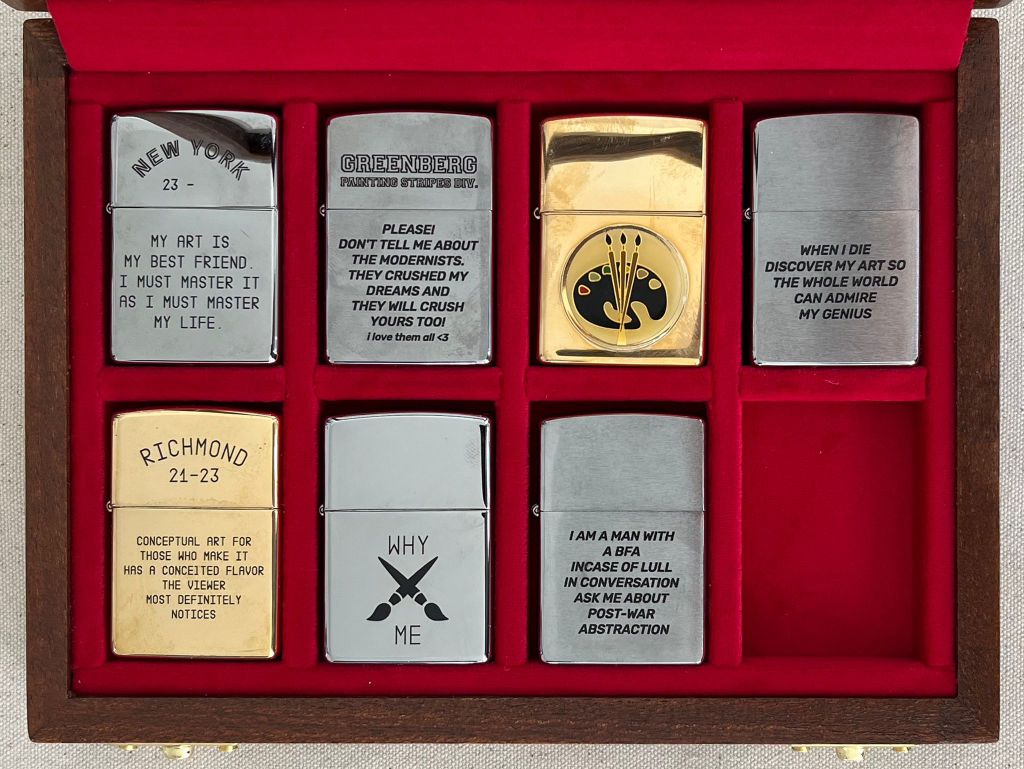 NEW YORK
23 -
MY ART IS
MY BEST FRIEND.
I MUST MASTER IT
AS I MUST MASTER
MY LIFE.
GREENBERG
PAINTING STRIPES DIV.
PLEASE!
DON'T TELL ME ABOUT
THE MODERNISTS.
THEY CRUSHED MY
DREAMS AND
THEY WILL CRUSH
YOURS TOO!
i love them all <3
WHEN I DIE
DISCOVER MY ART SO
THE WHOLE WORLD
CAN ADMIRE
MY GENIUS
RICHMOND
21-23
CONCEPTUAL ART FOR
THOSE WHO MAKE IT
HAS A CONCEITED FLAVOR
THE VIEWER
MOST DEFINITELY
NOTICES
WHY
ME
I AM A MAN WITH
A BFA
INCASE OF LULL
IN CONVERSATION
ASK ME ABOUT
POST-WAR
ABSTRACTION